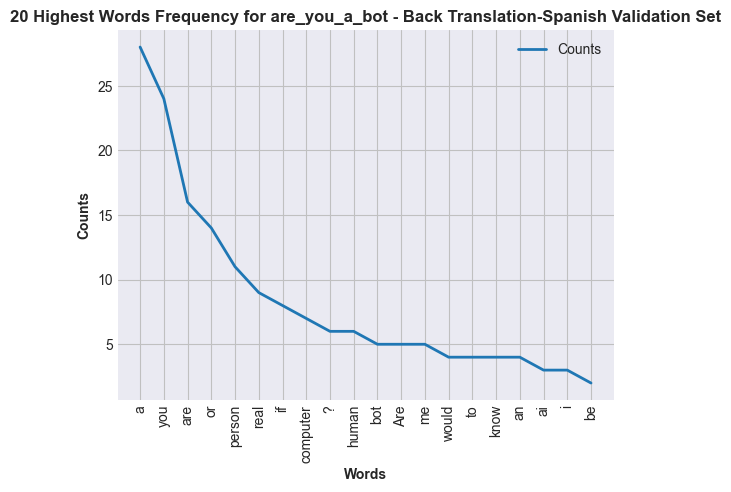 20 Highest Words Frequency for are_you_a_bot - Back Translation-Spanish Validation Set
Counts
Counts
25
20
15
10
5
a
you
are
or
person
real
if
computer
?
human
bot
Are
me
would
to
know
an
ai
i
be
Words